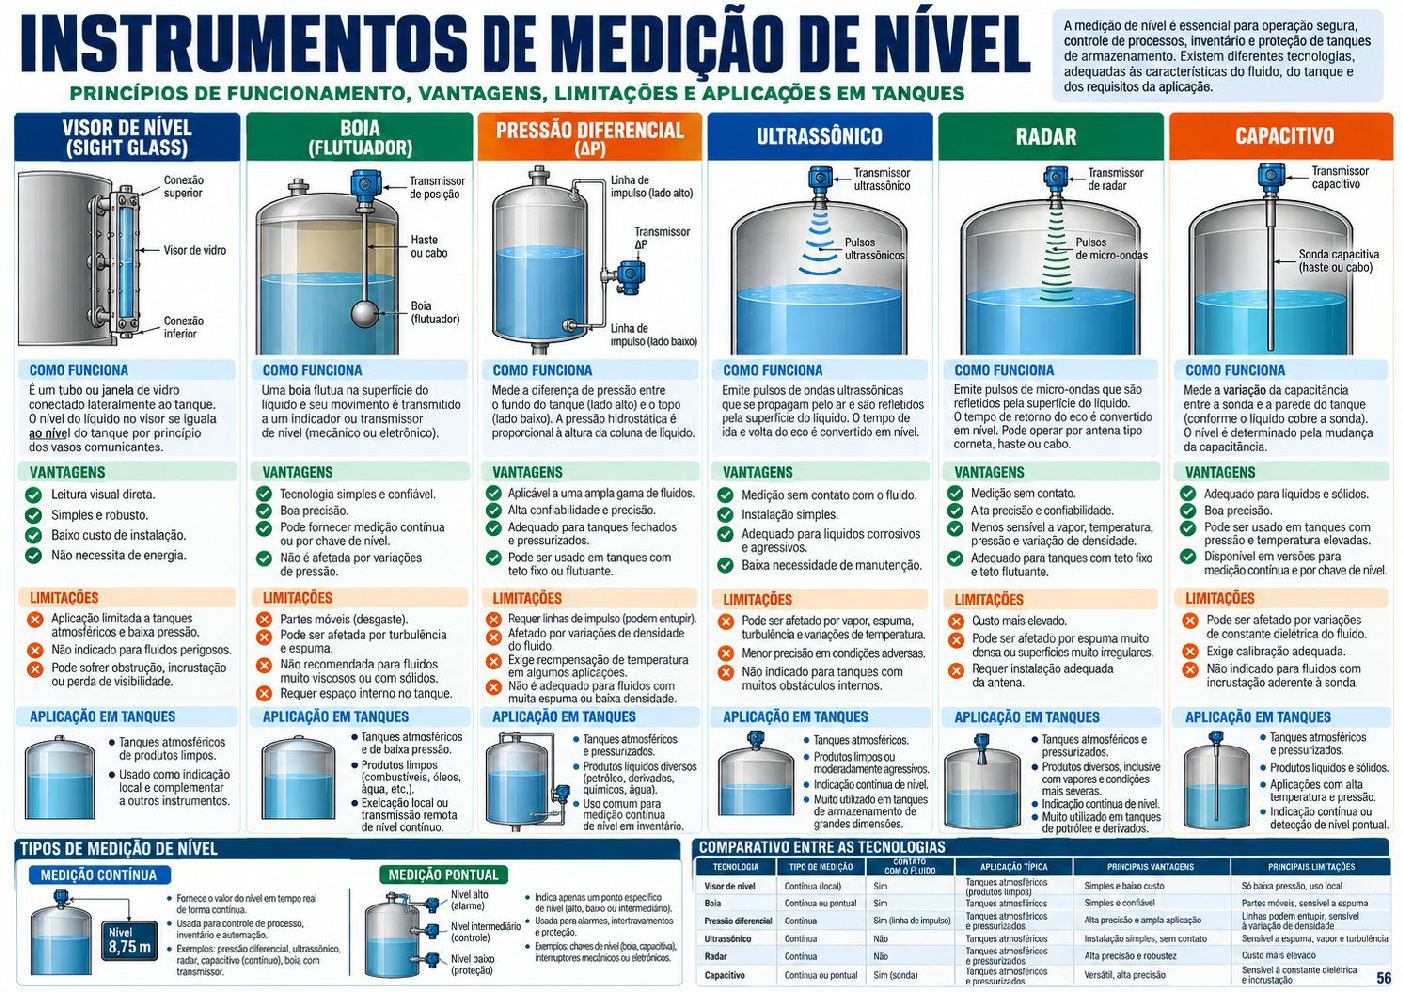 INSTRUMENTOS DE MEDIÇÃO DE NÍVEL
PRINCÍPIOS DE FUNCIONAMENTO, VANTAGENS, LIMITAÇÕES E APLICAÇÕES EM TANQUES
A medição de nível é essencial para operação segura,
controle de processos, inventário e proteção de tanques
de armazenamento. Existem diferentes tecnologias,
adequadas às características do fluido, do tanque e
dos requisitos da aplicação.
VISOR DE NÍVEL
(SIGHT GLASS)
Conexão
superior
Visor de vidro
Conexão
inferior
COMO FUNCIONA
É um tubo ou janela de vidro
conectado lateralmente ao tanque.
O nível do líquido no visor se iguala
ao nível do tanque por princípio
dos vasos comunicantes.
VANTAGENS
Leitura visual direta.
Simples e robusto.
Baixo custo de instalação.
Não necessita de energia.
LIMITAÇÕES
Aplicação limitada a tanques
atmosféricos e baixa pressão.
Não indicado para fluidos perigosos.
Pode sofrer obstrução, incrustação
ou perda de visibilidade.
APLICAÇÃO EM TANQUES
• Tanques atmosféricos
de produtos limpos.
• Usado como indicação
local e complementar
a outros instrumentos.
BOIA
(FLUTUADOR)
Transmissor
de posição
Haste
ou cabo
Boia
(flutuador)
COMO FUNCIONA
Uma boia flutua na superfície do
líquido e seu movimento é transmitido
a um indicador ou transmissor
de nível (mecânico ou eletrônico).
VANTAGENS
Tecnologia simples e confiável.
Boa precisão.
Pode fornecer medição contínua
ou por chave de nível.
Não é afetada por variações
de pressão.
LIMITAÇÕES
Partes móveis (desgaste).
Pode ser afetada por turbulência
e espuma.
Não recomendada para fluidos
muito viscosos ou com sólidos.
Requer espaço interno no tanque.
APLICAÇÃO EM TANQUES
• Tanques atmosféricos
e de baixa pressão.
• Produtos limpos
(combustíveis, óleos,
água, etc.).
• Exeicação local ou
transmissão remota
de nível contínuo.
PRESSÃO DIFERENCIAL
(ΔP)
Linha de
impulso (lado alto)
Transmissor
ΔP
Linha de
impulso (lado baixo)
COMO FUNCIONA
Mede a diferença de pressão entre
o fundo do tanque (lado alto) e o topo
(lado baixo). A pressão hidrostática é
proporcional à altura da coluna de líquido.
VANTAGENS
Aplicável a uma ampla gama de fluidos.
Alta confiabilidade e precisão.
Adequado para tanques fechados
e pressurizados.
Pode ser usado em tanques com
teto fixo ou flutuante.
LIMITAÇÕES
Requer linhas de impulso (podem entupir).
Afetado por variações de densidade
do fluido.
Exige recmpensação de temperatura
em algumas aplicações.
Não é adequado para fluidos com
muita espuma ou baixa densidade.
APLICAÇÃO EM TANQUES
• Tanques atmosféricos
e pressurizados.
• Produtos líquidos diversos
(petróleo, derivados,
químicos, água).
• Uso comum para
medição contínua
de nível em inventário.
ULTRASSÔNICO
Transmissor
ultrassônico
Pulsos
ultrassônicos
COMO FUNCIONA
Emite pulsos de ondas ultrassônicas
que se propagam pelo ar e são refletidos
pela superfície do líquido. O tempo de
ida e volta do eco é convertido em nível.
VANTAGENS
Medição sem contato com o fluido.
Instalação simples.
Adequado para líquidos corrosivos
e agressivos.
Baixa necessidade de manutenção.
LIMITAÇÕES
Pode ser afetado por vapor, espuma,
turbulência e variações de temperatura.
Menor precisão em condições adversas.
Não indicado para tanques com
muitos obstáculos internos.
APLICAÇÃO EM TANQUES
• Tanques atmosféricos.
• Produtos limpos ou
moderadamente agressivos.
• Indicação contínua de nível.
• Muito utilizado em tanques
de armazenamento de
grandes dimensões.
RADAR
Transmissor
de radar
Pulsos
de micro-ondas
COMO FUNCIONA
Emite pulsos de micro-ondas que são
refletidos pela superfície do líquido.
O tempo de retorno do eco é convertido
em nível. Pode operar por antena tipo
corneta, haste ou cabo.
VANTAGENS
Medição sem contato.
Alta precisão e confiabilidade.
Menos sensível a vapor, temperatura,
pressão e variação de densidade.
Adequado para tanques com teto fixo
e teto flutuante.
LIMITAÇÕES
Custo mais elevado.
Pode ser afetado por espuma muito
densa ou superfícies muito irregulares.
Requer instalação adequada
da antena.
APLICAÇÃO EM TANQUES
• Tanques atmosféricos e
pressurizados.
• Produtos diversos, inclusive
com vapores e condições
mais severas.
• Indicação contínua de nível.
• Muito utilizado em tanques
de petróleo e derivados.
CAPACITIVO
Transmissor
capacitivo
Sonda capacitiva
(haste ou cabo)
COMO FUNCIONA
Mede a variação da capacitância
entre a sonda e a parede do tanque
(conforme o líquido cobre a sonda).
O nível é determinado pela mudança
da capacitância.
VANTAGENS
Adequado para líquidos e sólidos.
Boa precisão.
Pode ser usado em tanques com
pressão e temperatura elevadas.
Disponível em versões para
medição contínua e por chave de nível.
LIMITAÇÕES
Pode ser afetado por variações
de constante dielétrica do fluido.
Exige calibração adequada.
Não indicado para fluidos com
incrustação aderente à sonda.
APLICAÇÃO EM TANQUES
• Tanques atmosféricos
e pressurizados.
• Produtos líquidos e sólidos.
• Aplicações com alta
temperatura e pressão.
• Indicação contínua ou
detecção de nível pontual.
TIPOS DE MEDIÇÃO DE NÍVEL
MEDIÇÃO CONTÍNUA
Nível
8,75 m
• Fornece o valor do nível em tempo real
de forma contínua.
• Usada para controle de processo,
inventário e automação.
• Exemplos: pressão diferencial, ultrassônico,
radar, capacitivo (contínuo), boia com
transmissor.
MEDIÇÃO PONTUAL
Nível alto
(alarme)
Nível intermediário
(controle)
Nível baixo
(proteção)
• Indica apenas um ponto específico
de nível (alto, baixo ou intermediário).
• Usada para alarmes, intertravamentos
e proteção.
• Exemplos: chaves de nível (boia, capacitiva),
interruptores mecânicos ou eletrônicos.
COMPARATIVO ENTRE AS TECNOLOGIAS
TECNOLOGIA TIPO DE MEDIÇÃO CONTATO COM O FLUIDO APLICAÇÃO TÍPICA PRINCIPAIS VANTAGENS PRINCIPAIS LIMITAÇÕES
Visor de nível Contínua (local) Sim Tanques atmosféricos (produtos limpos) Simples e baixo custo Só baixa pressão, uso local
Boia Contínua ou pontual Sim Tanques atmosféricos Simples e confiável Partes móveis, sensível a espuma
Pressão diferencial Contínua Sim (linha de impulso) Tanques atmosféricos e pressurizados Alta precisão e ampla aplicação Linhas podem entupir, sensível à variação de densidade
Ultrassônico Contínua Não Tanques atmosféricos e pressurizados Instalação simples, sem contato Sensível a espuma, vapor e turbulência
Radar Contínua Não Tanques atmosféricos e pressurizados Alta precisão e robustez Custo mais elevado
Capacitivo Contínua ou pontual Sim (sonda) Tanques atmosféricos e pressurizados Versátil, alta precisão Sensível à constante dielétrica e incrustação
56